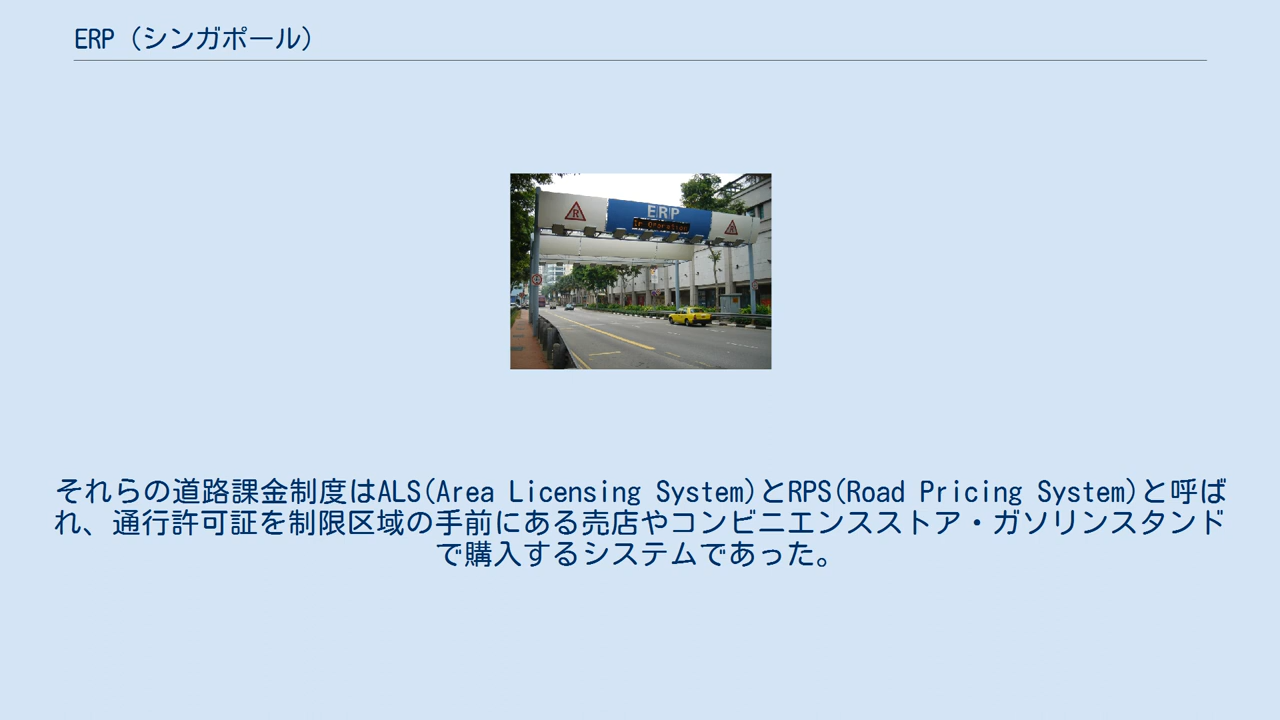 ERP（シンガポール）
ERP
In Operation
それらの道路課金制度はALS(Area Licensing System)とRPS(Road Pricing System)と呼ば
れ、通行許可証を制限区域の手前にある売店やコンビニエンスストア・ガソリンスタンド
で購入するシステムであった。